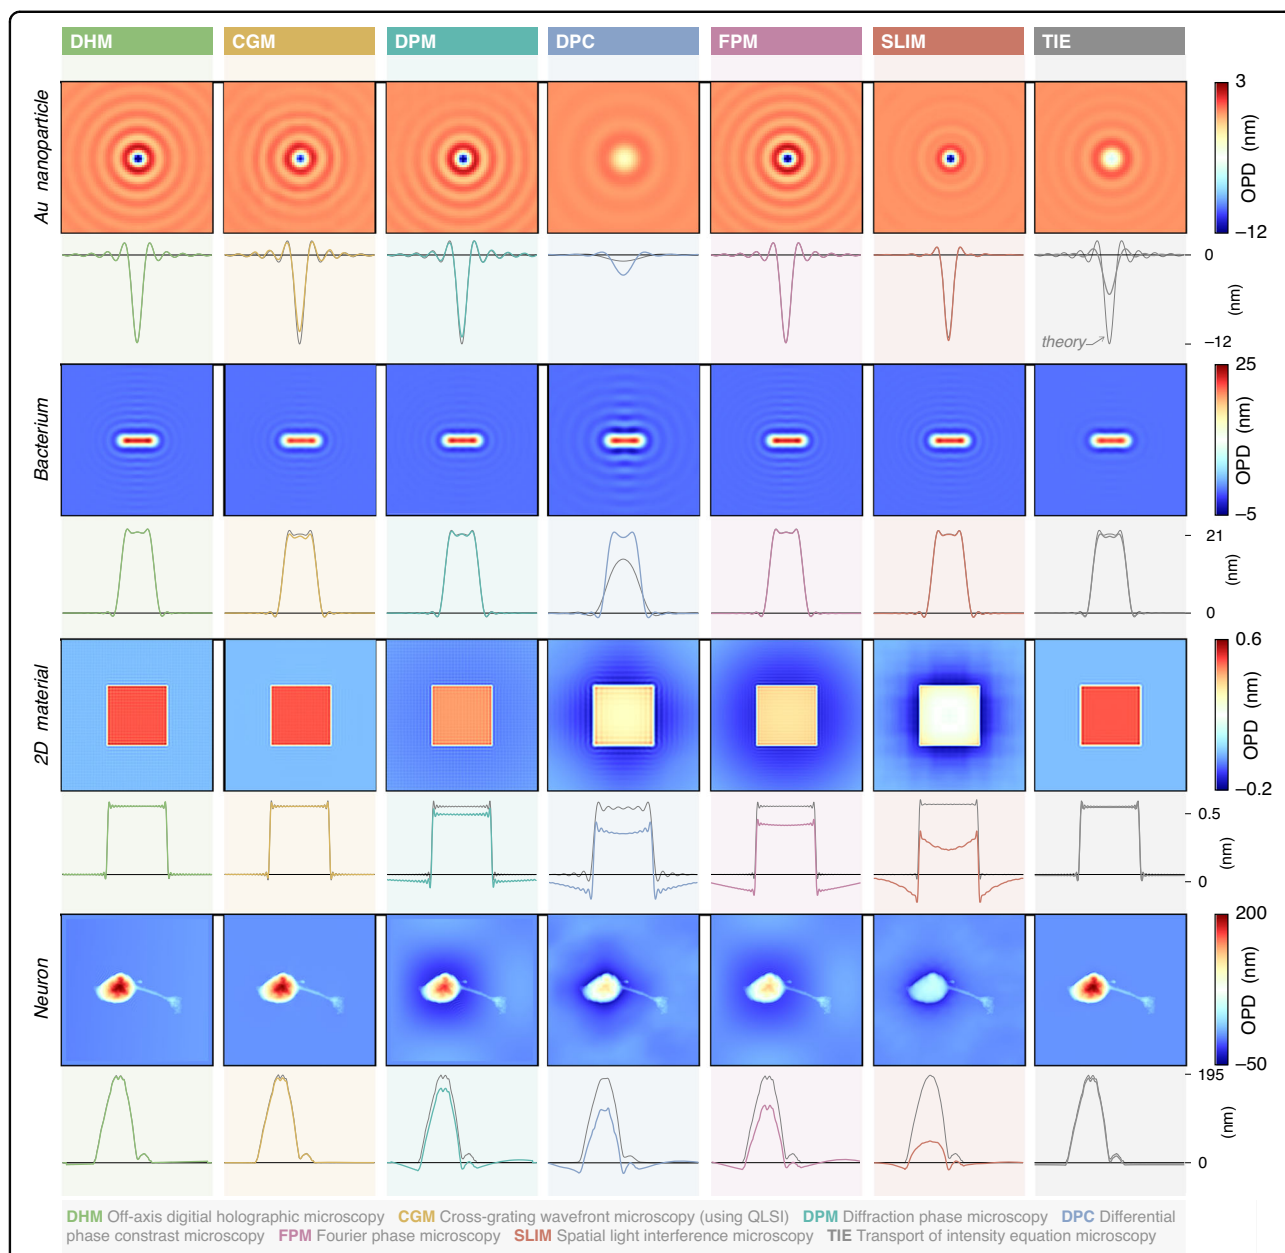 DHM CGM DPM DPC FPM SLIM TIE
Au nanoparticle
3
OPD (nm)
−12
0
(nm)
theory
−12
Bacterium
25
OPD (nm)
−5
21
(nm)
0
2D material
0.6
OPD (nm)
−0.2
0.5
(nm)
0
Neuron
200
OPD (nm)
−50
195
(nm)
0
DHM Off-axis digitial holographic microscopy CGM Cross-grating wavefront microscopy (using QLSI) DPM Diffraction phase microscopy DPC Differential
phase constrast microscopy FPM Fourier phase microscopy SLIM Spatial light interference microscopy TIE Transport of intensity equation microscopy